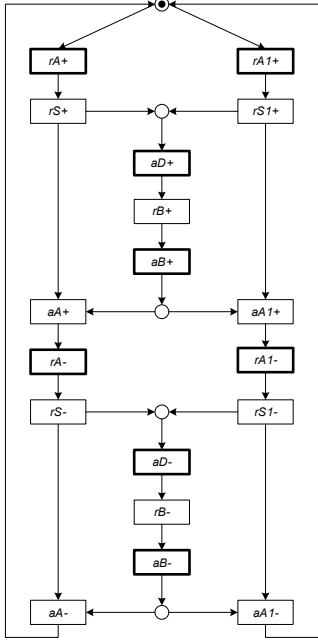 rA+ rA1+
rS+ rS1+
aD+
rB+
aB+
aA+ aA1+
rA- rA1-
rS- rS1-
aD-
rB-
aB-
aA- aA1-